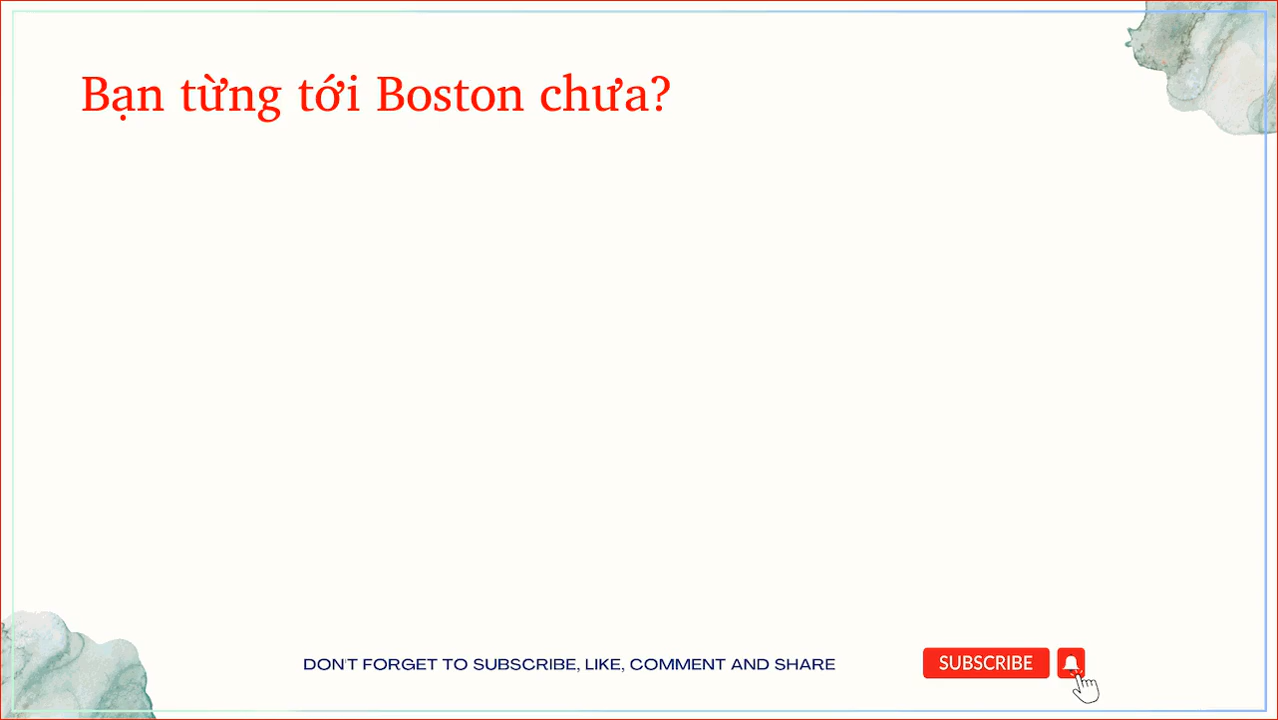 Bạn từng tới Boston chưa?
DON'T FORGET TO SUBSCRIBE, LIKE, COMMENT AND SHARE
SUBSCRIBE